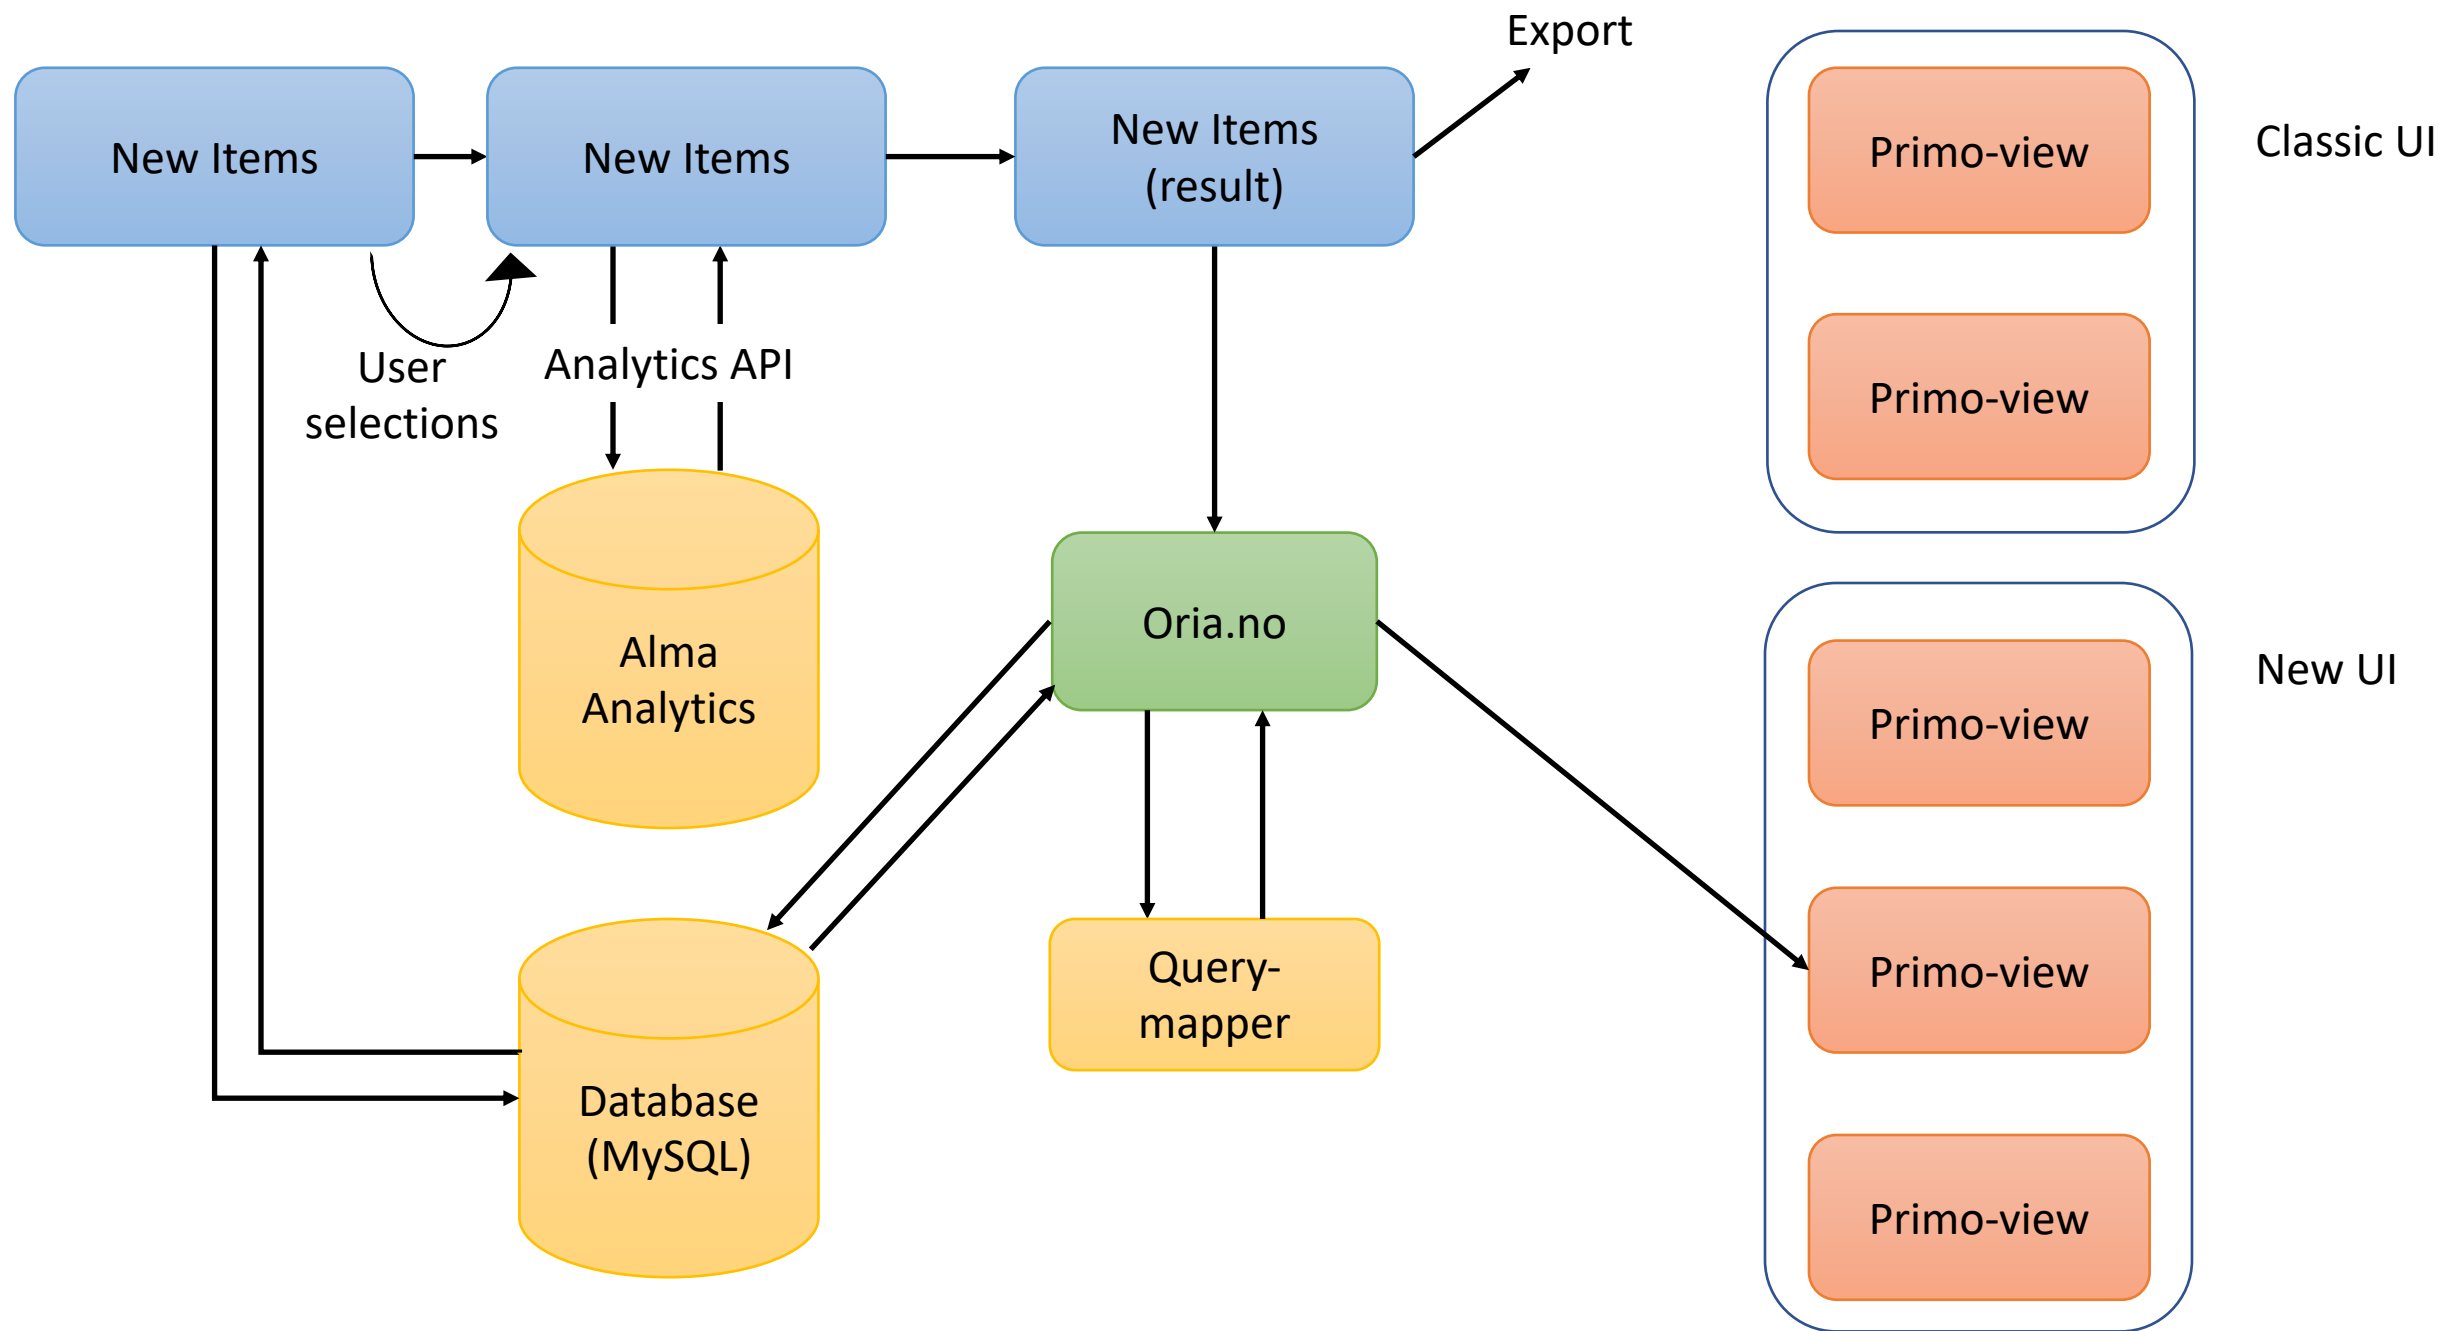 Export
New Items
New Items
New Items
(result)
Primo-view
Classic UI
User
selections
Analytics API
Primo-view
Alma
Analytics
Oria.no
New UI
Primo-view
Query-
mapper
Primo-view
Database
(MySQL)
Primo-view